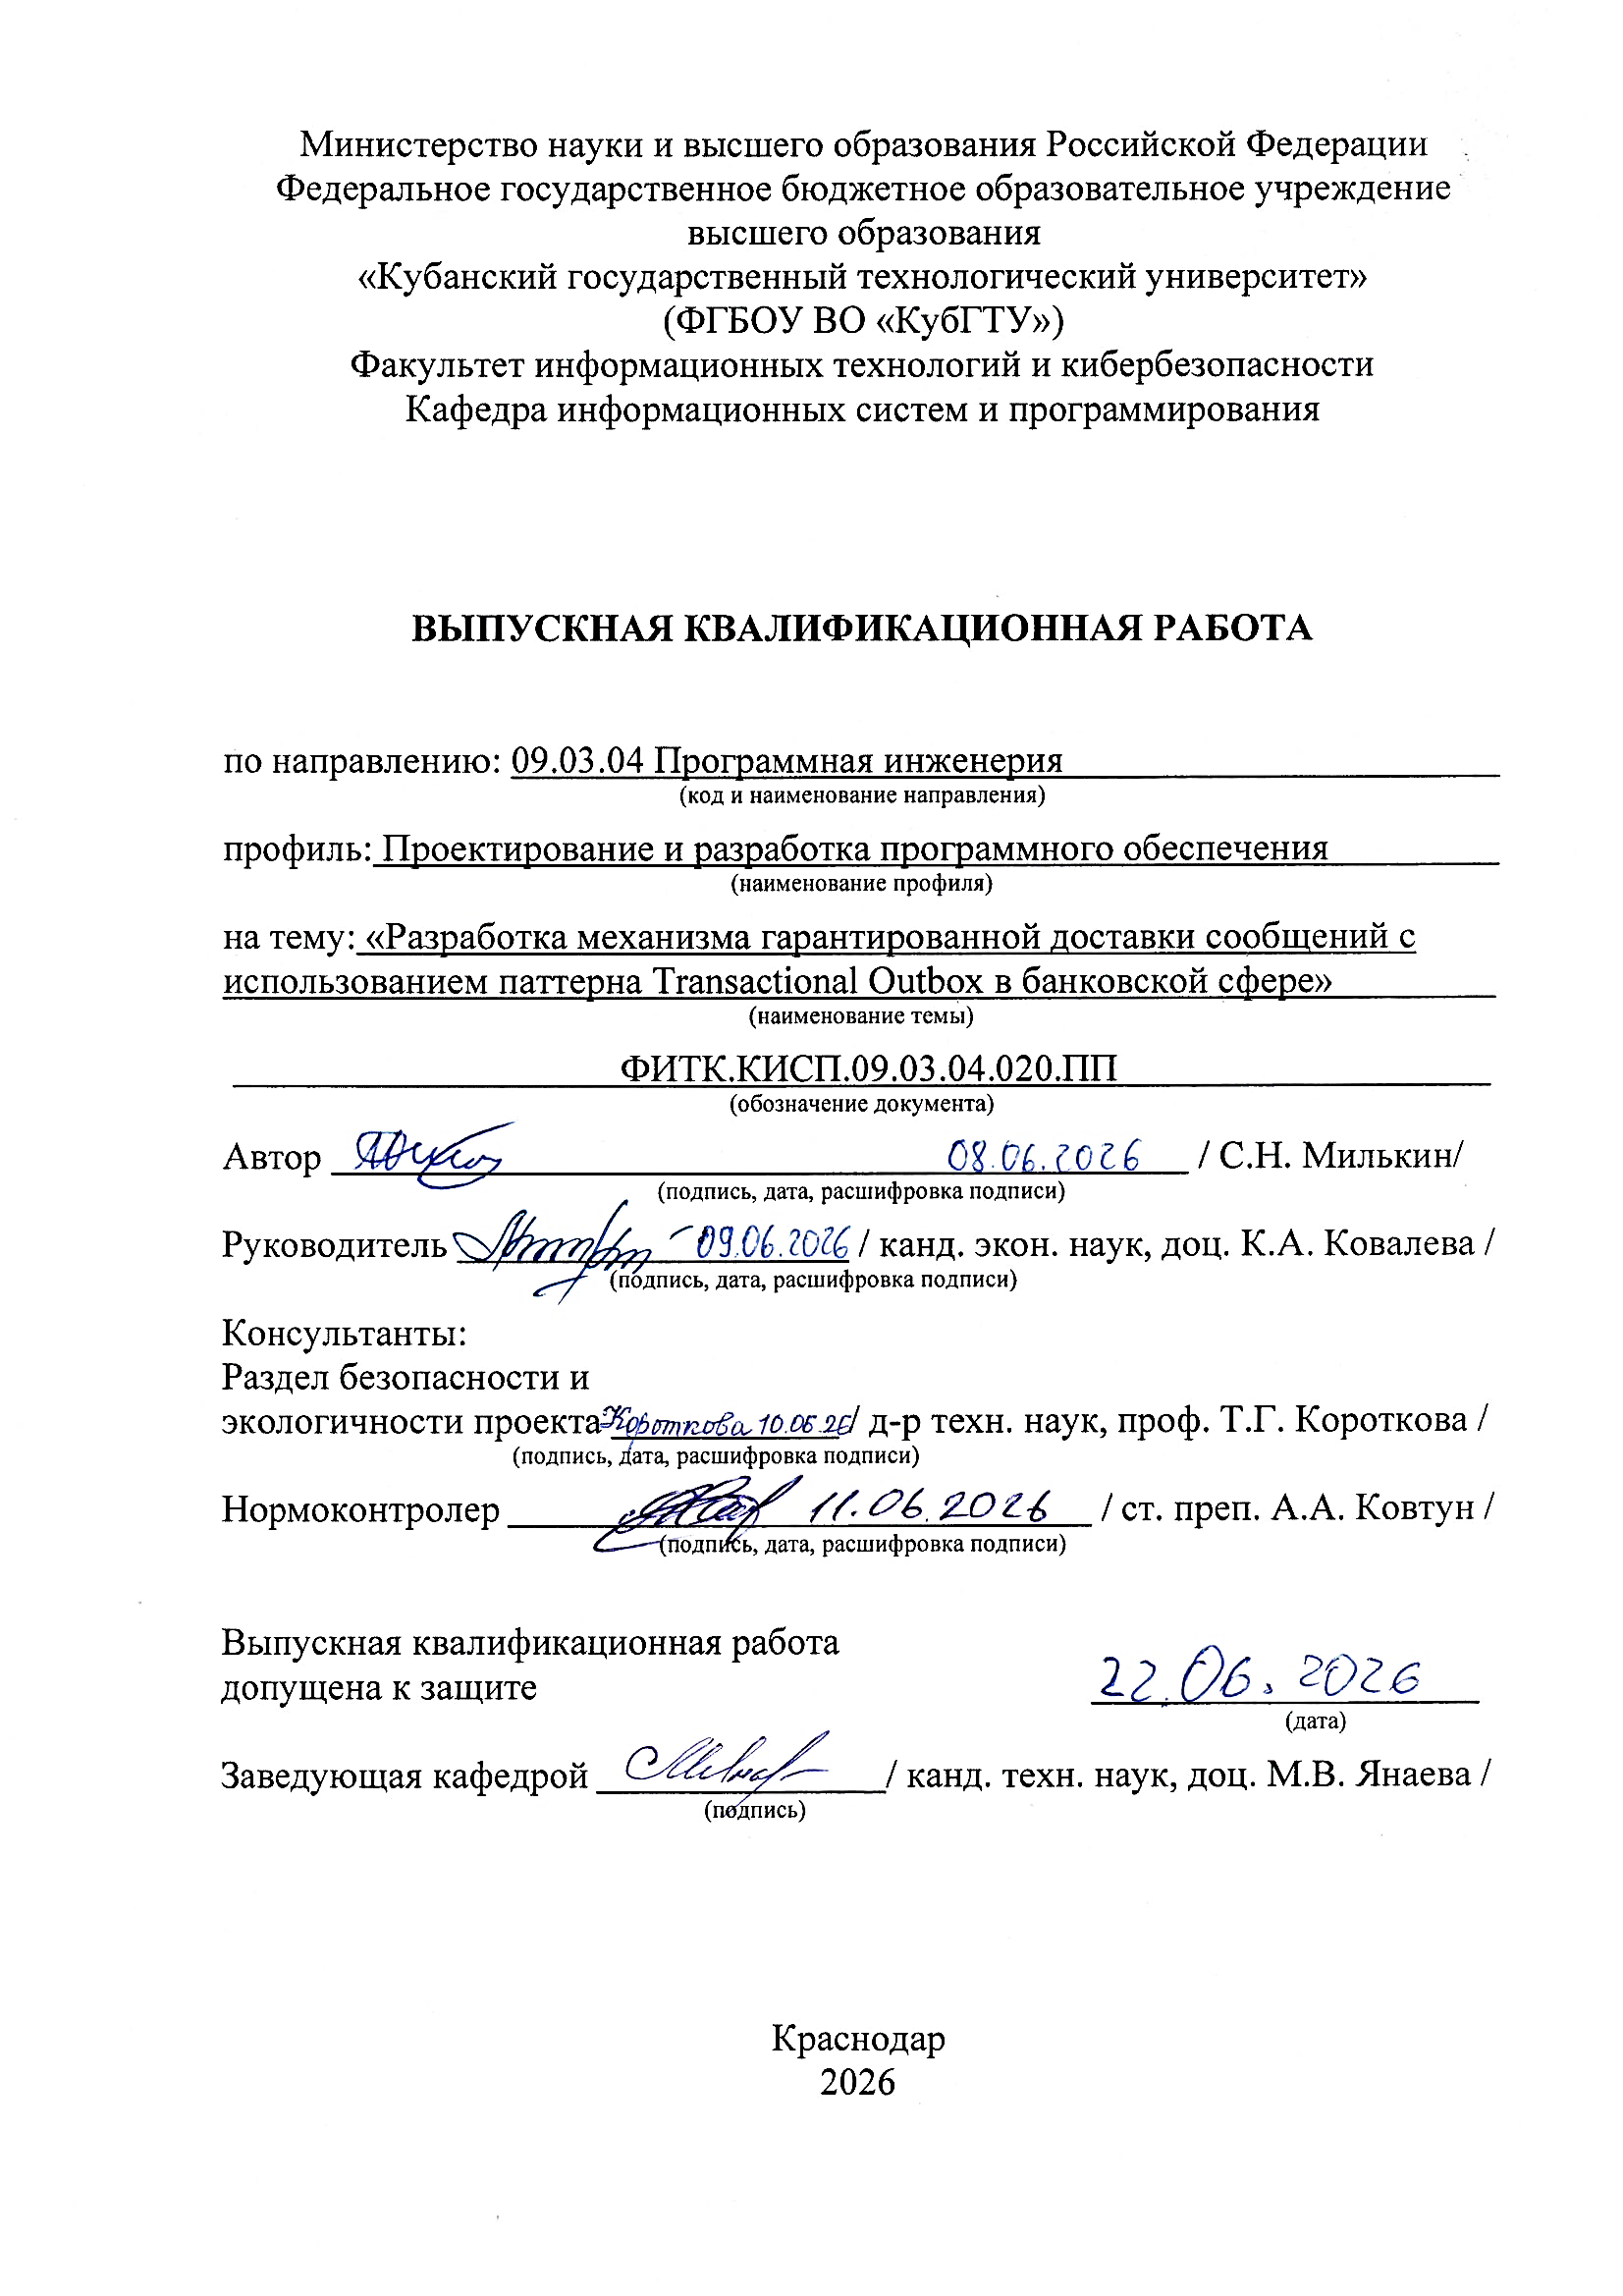 Министерство науки и высшего образования Российской Федерации
Федеральное государственное бюджетное образовательное учреждение
высшего образования
«Кубанский государственный технологический университет»
(ФГБОУ ВО «КубГТУ»)
Факультет информационных технологий и кибербезопасности
Кафедра информационных систем и программирования
ВЫПУСКНАЯ КВАЛИФИКАЦИОННАЯ РАБОТА
по направлению: 09.03.04 Программная инженерия
(код и наименование направления)
профиль: Проектирование и разработка программного обеспечения
(наименование профиля)
на тему: «Разработка механизма гарантированной доставки сообщений с
использованием паттерна Transactional Outbox в банковской сфере»
(наименование темы)
ФИТК.КИСП.09.03.04.020.ПП
(обозначение документа)
Автор 08.06.2026 / С.Н. Милькин/
(подпись, дата, расшифровка подписи)
Руководитель 09.06.2026 / канд. экон. наук, доц. К.А. Ковалева /
(подпись, дата, расшифровка подписи)
Консультанты:
Раздел безопасности и
экологичности проекта Короткова 10.06.26 / д-р техн. наук, проф. Т.Г. Короткова /
(подпись, дата, расшифровка подписи)
Нормоконтролер 11.06.2026 / ст. преп. А.А. Ковтун /
(подпись, дата, расшифровка подписи)
Выпускная квалификационная работа
допущена к защите 22.06.2026
(дата)
Заведующая кафедрой / канд. техн. наук, доц. М.В. Янаева /
(подпись)
Краснодар
2026